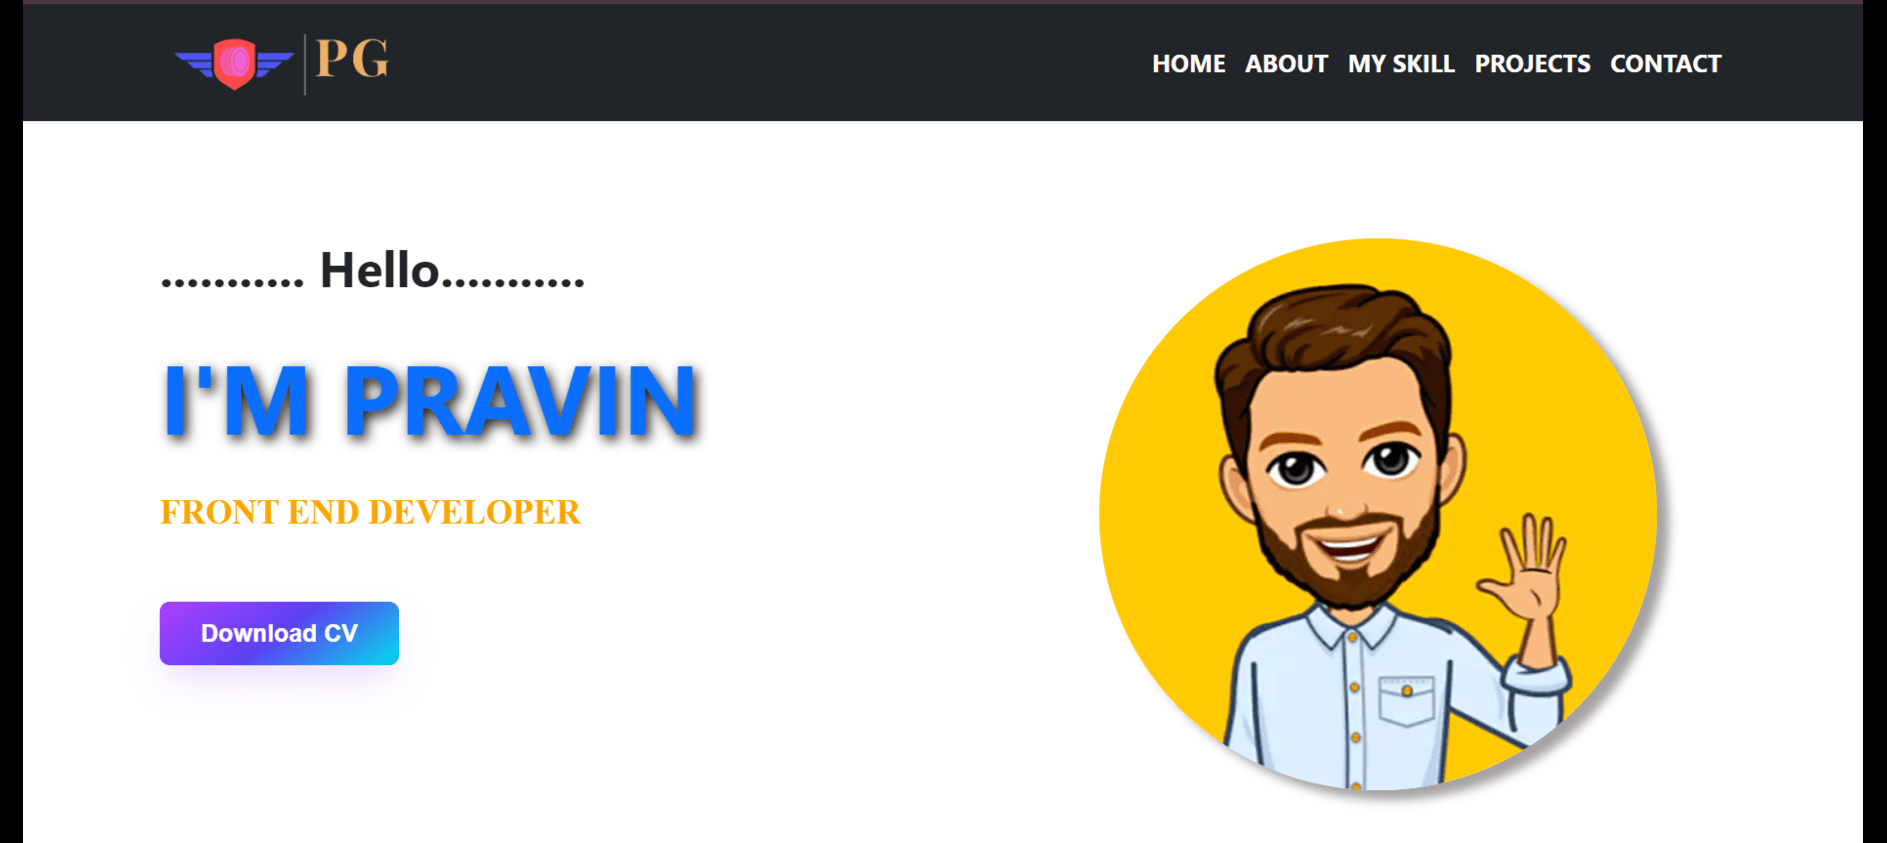 PG
HOME ABOUT MY SKILL PROJECTS CONTACT
........... Hello...........
I'M PRAVIN
FRONT END DEVELOPER
Download CV